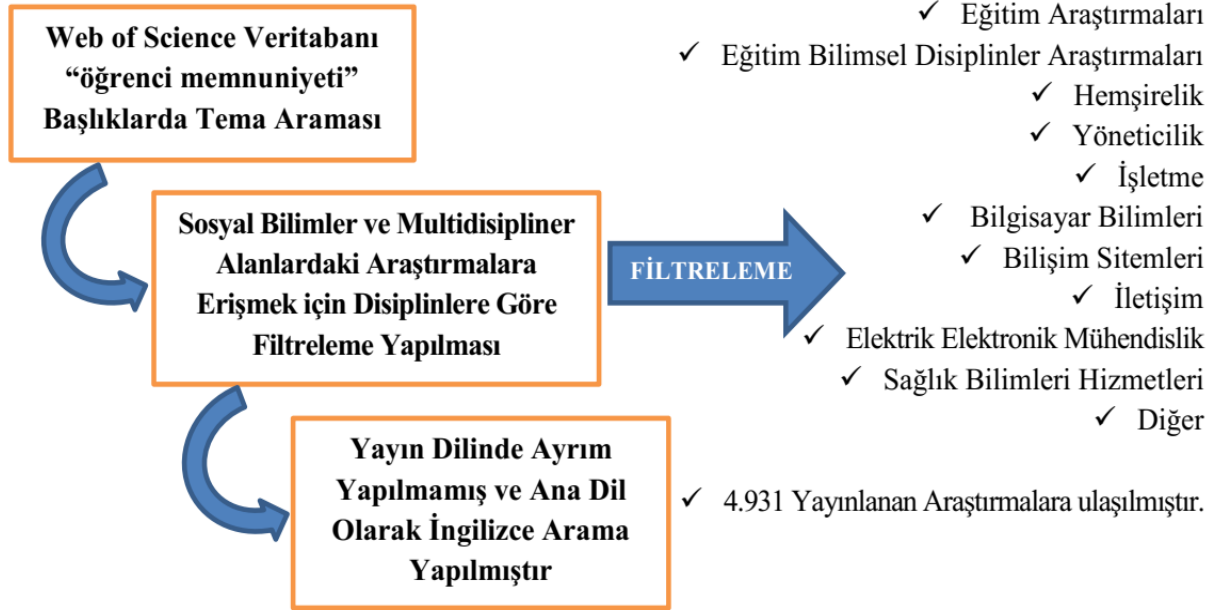 Web of Science Veritabanı
“öğrenci memnuniyeti”
Başlıklarda Tema Araması
Sosyal Bilimler ve Multidisipliner
Alanlardaki Araştırmalara
Erişmek için Disiplinlere Göre
Filtreleme Yapılması
FİLTRELEME
✓ Eğitim Araştırmaları
✓ Eğitim Bilimsel Disiplinler Araştırmaları
✓ Hemşirelik
✓ Yöneticilik
✓ İşletme
✓ Bilgisayar Bilimleri
✓ Bilişim Sitemleri
✓ İletişim
✓ Elektrik Elektronik Mühendislik
✓ Sağlık Bilimleri Hizmetleri
✓ Diğer
Yayın Dilinde Ayrım
Yapılmamış ve Ana Dil
Olarak İngilizce Arama
Yapılmıştır
✓ 4.931 Yayınlanan Araştırmalara ulaşılmıştır.